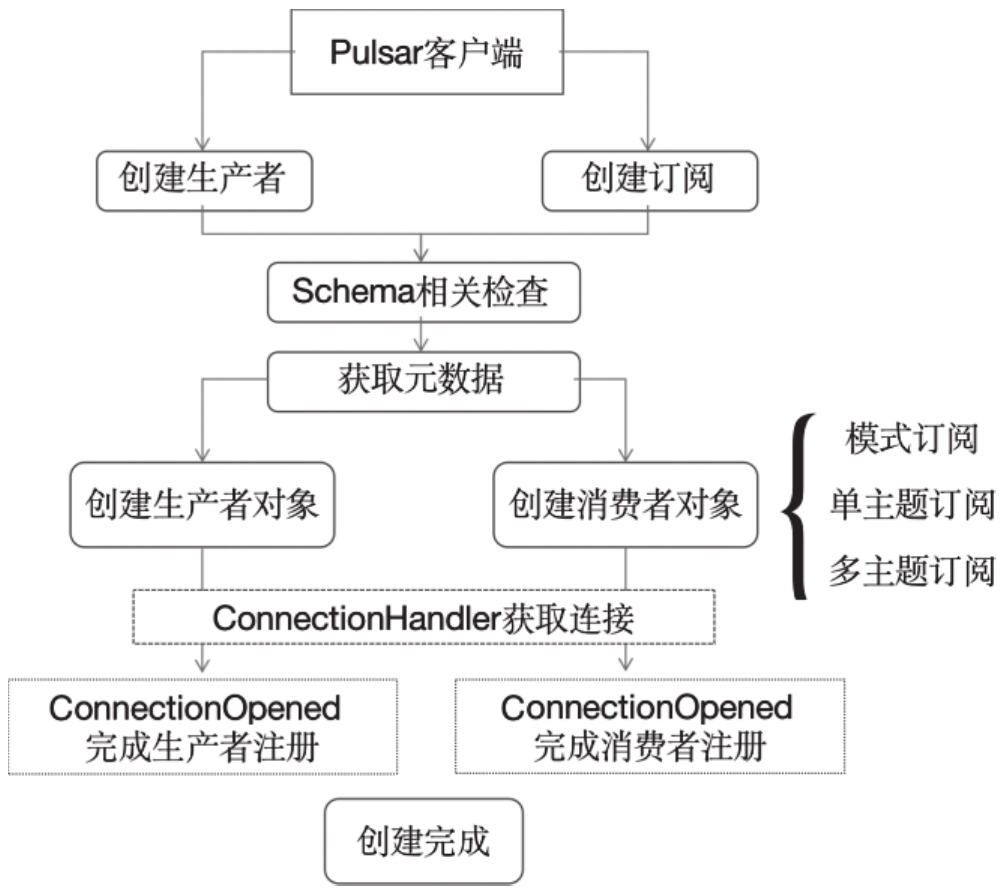 Pulsar客户端
创建生产者
创建订阅
Schema相关检查
获取元数据
创建生产者对象
创建消费者对象
模式订阅
单主题订阅
多主题订阅
ConnectionHandler获取连接
ConnectionOpened
完成生产者注册
ConnectionOpened
完成消费者注册
创建完成